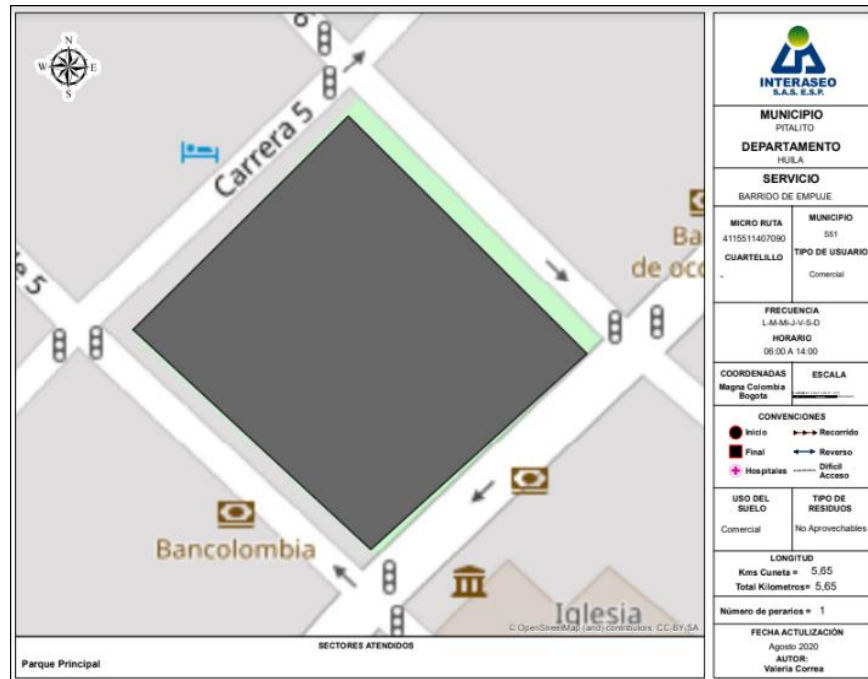 N
W E
S
Carrera 5
Ba
de occ
le 5
Bancolombia
Iglesia
© OpenStreetMap (and) contributors, CC-BY-SA
SECTORES ATENDIDOS
Parque Principal
INTERASEO
S.A.S. E.S.P.
MUNICIPIO
PITALITO
DEPARTAMENTO
HUILA
SERVICIO
BARRIDO DE EMPUJE
MICRO RUTA
4115511407090
CUARTELILLO
-
MUNICIPIO
551
TIPO DE USUARIO
Comercial
FRECUENCIA
L-M-Mi-J-V-S-D
HORARIO
06:00 A 14:00
COORDENADAS
Magna Colombia
Bogota
ESCALA
CONVENCIONES
Inicio Recorrido
Final Reverso
Hospitales Dificil
Acceso
USO DEL
SUELO
Comercial
TIPO DE
RESIDUOS
No Aprovechables
LONGITUD
Kms Cuneta = 5,65
Total Kilometros= 5,65
Número de perarios = 1
FECHA ACTULIZACIÓN
Agosto 2020
AUTOR:
Valeria Correa